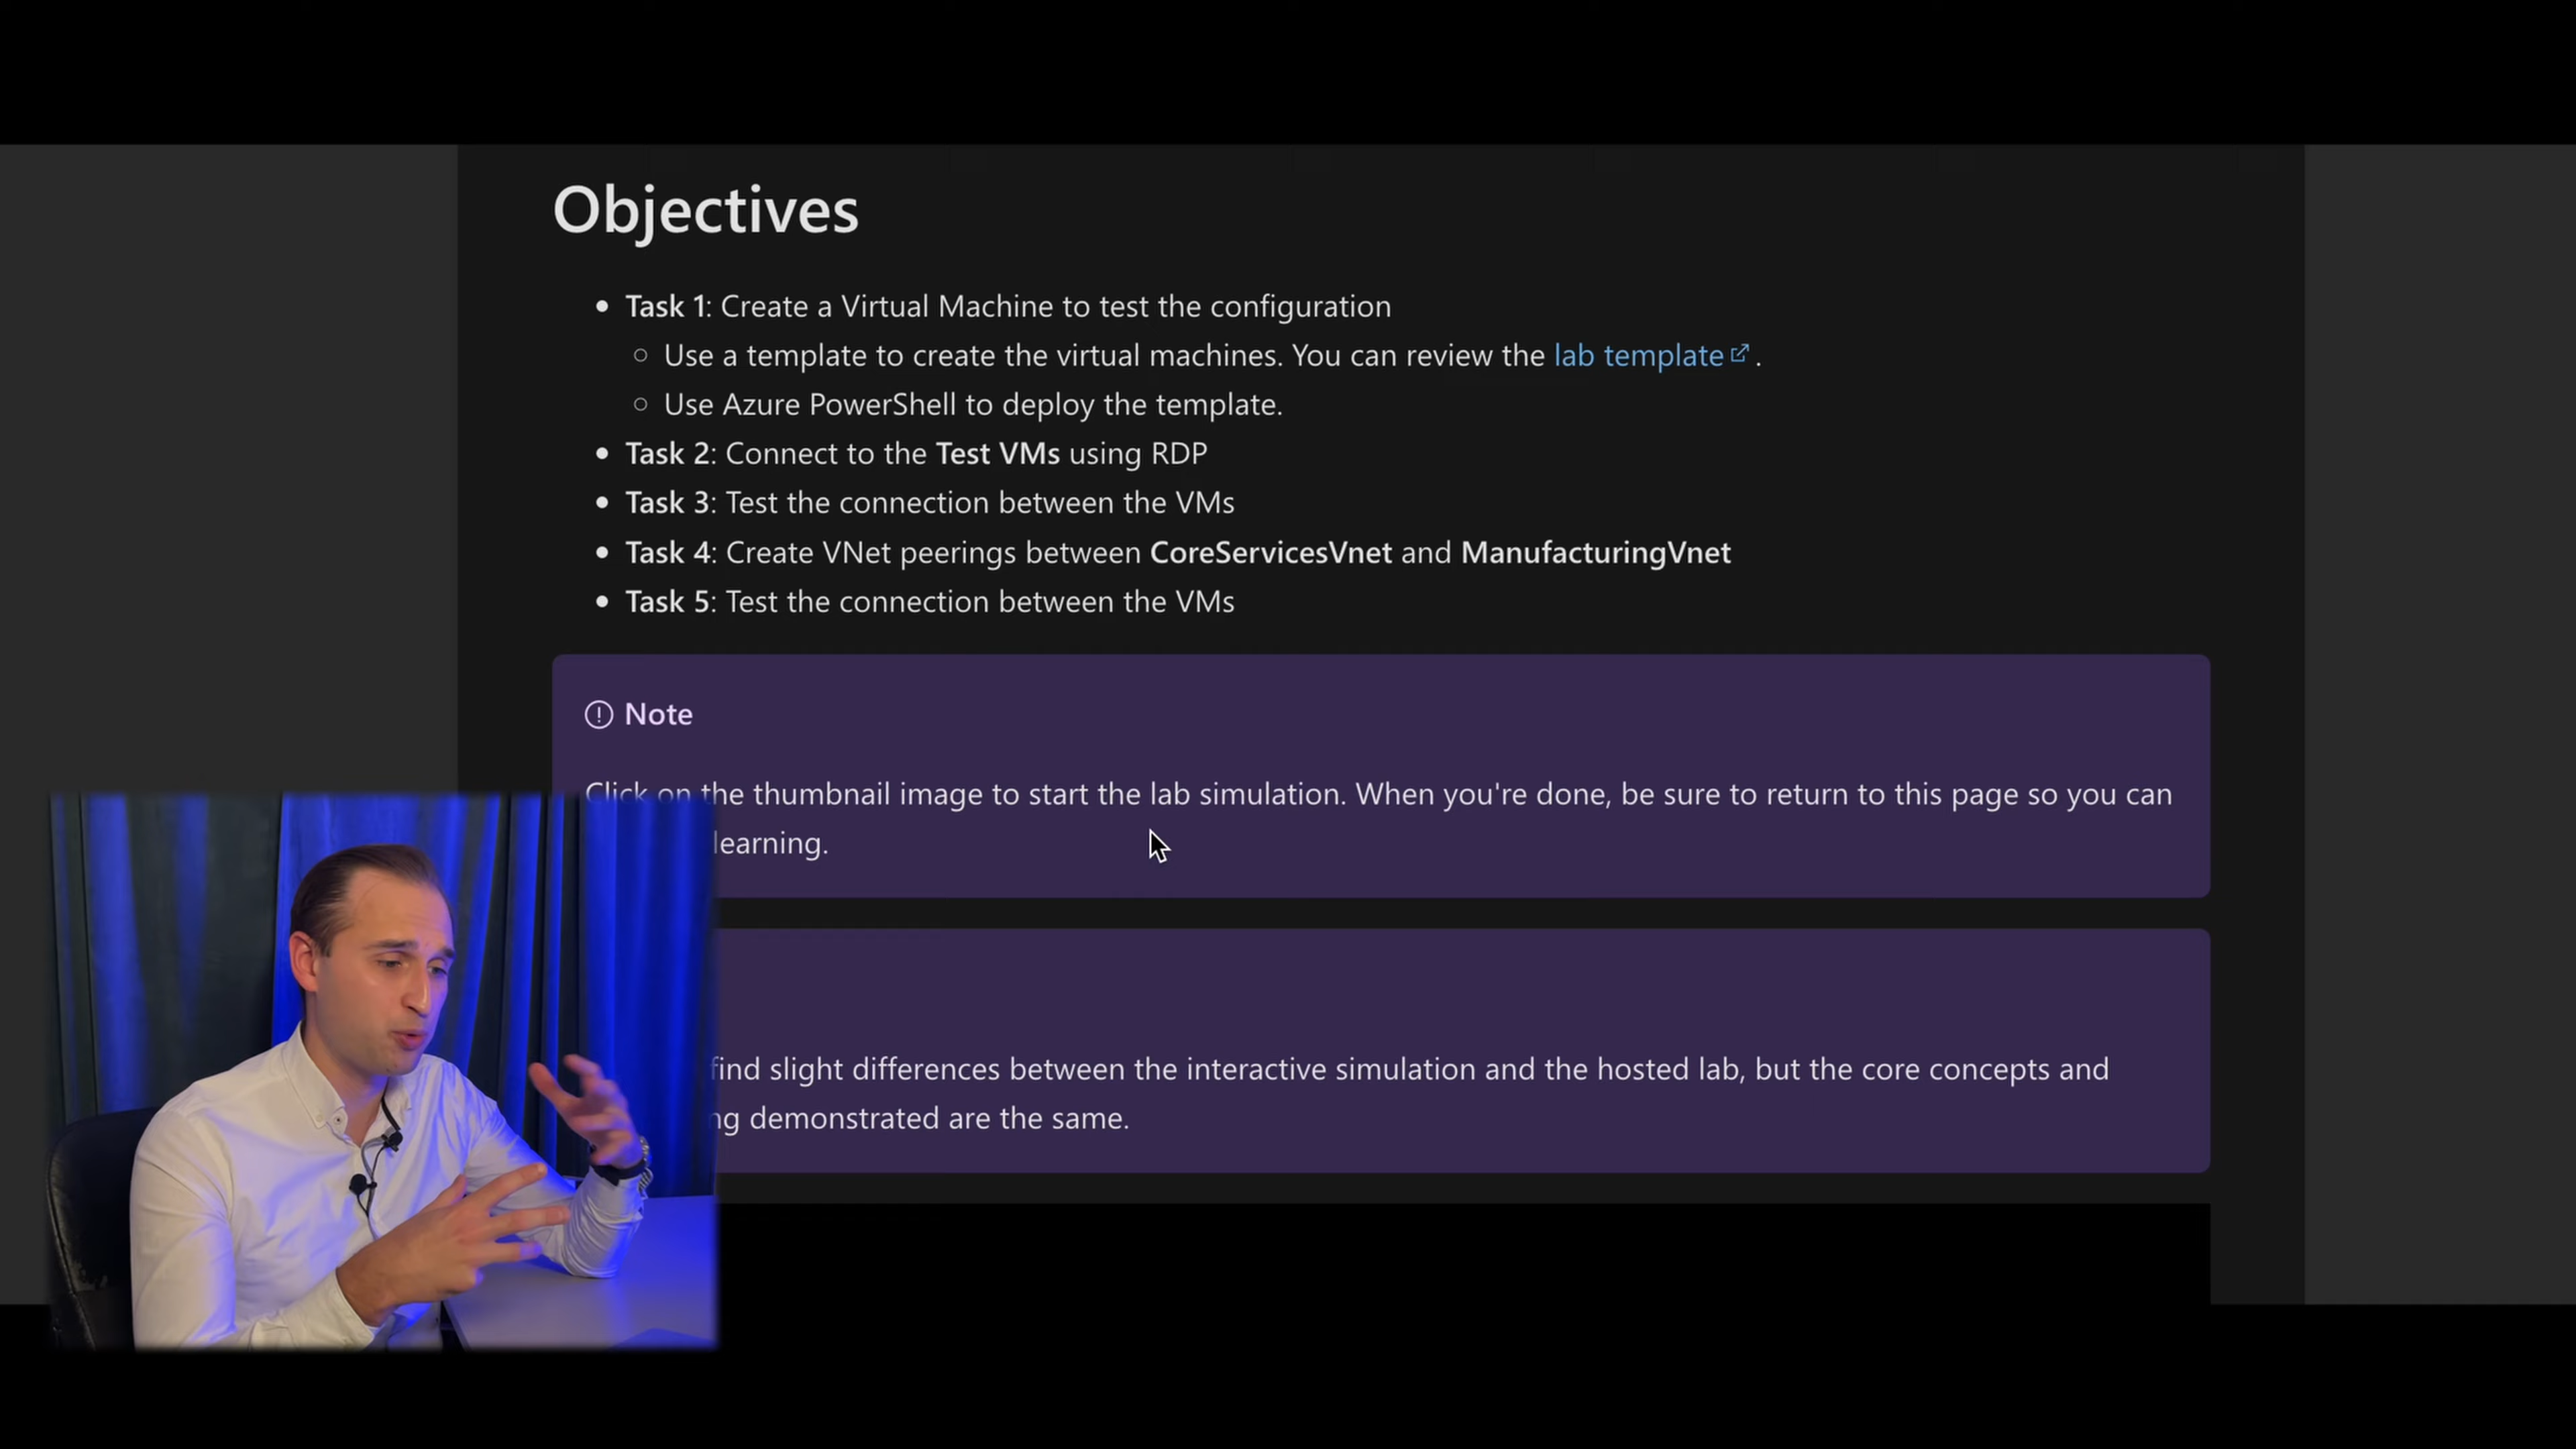 Objectives
• Task 1: Create a Virtual Machine to test the configuration
○ Use a template to create the virtual machines. You can review the lab template .
○ Use Azure PowerShell to deploy the template.
• Task 2: Connect to the Test VMs using RDP
• Task 3: Test the connection between the VMs
• Task 4: Create VNet peerings between CoreServicesVnet and ManufacturingVnet
• Task 5: Test the connection between the VMs
Note
Click on the thumbnail image to start the lab simulation. When you're done, be sure to return to this page so you can
learning.
find slight differences between the interactive simulation and the hosted lab, but the core concepts and
ng demonstrated are the same.